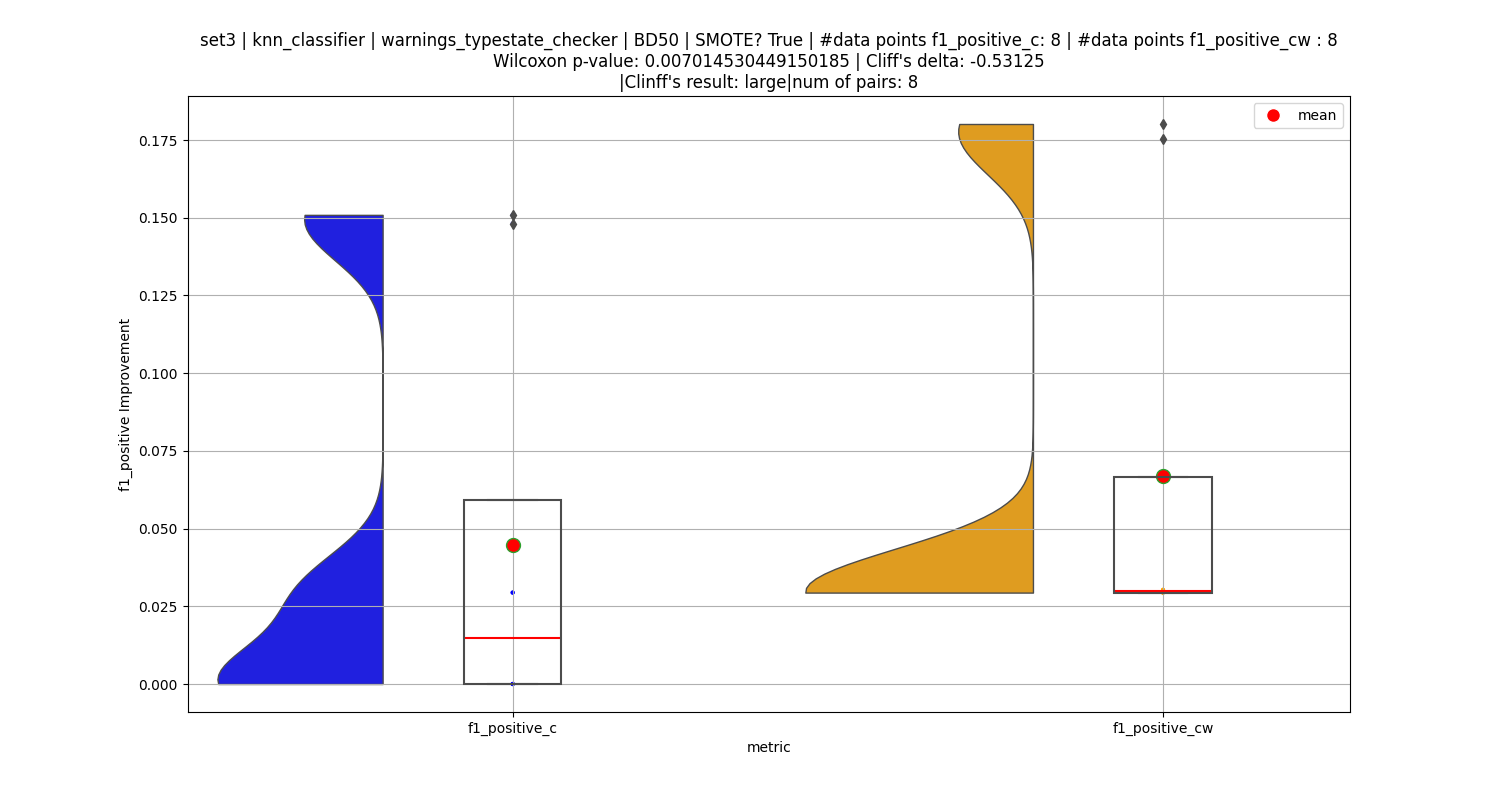 set3 | knn_classifier | warnings_typestate_checker | BD50 | SMOTE? True | #data points f1_positive_c: 8 | #data points f1_positive_cw : 8
Wilcoxon p-value: 0.007014530449150185 | Cliff's delta: -0.53125
|Clinff's result: large|num of pairs: 8
mean
0.175
0.150
0.125
0.100
0.075
0.050
0.025
0.000
f1_positive Improvement
f1_positive_c
f1_positive_cw
metric